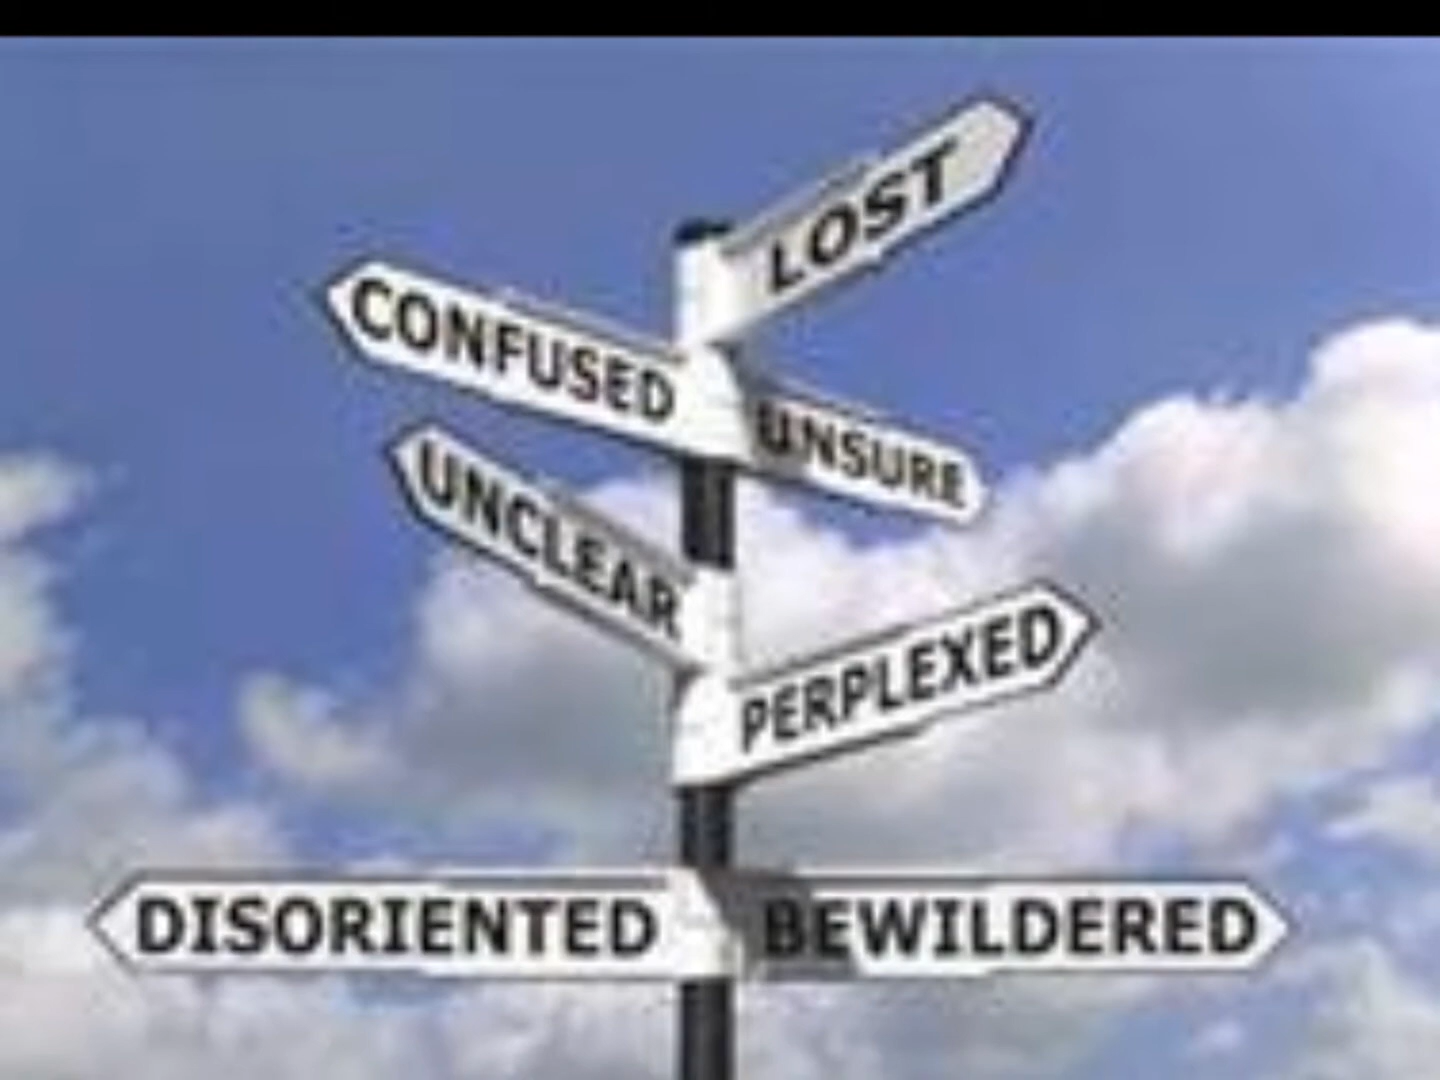 LOST
CONFUSED
UNSURE
UNCLEAR
PERPLEXED
DISORIENTED
BEWILDERED